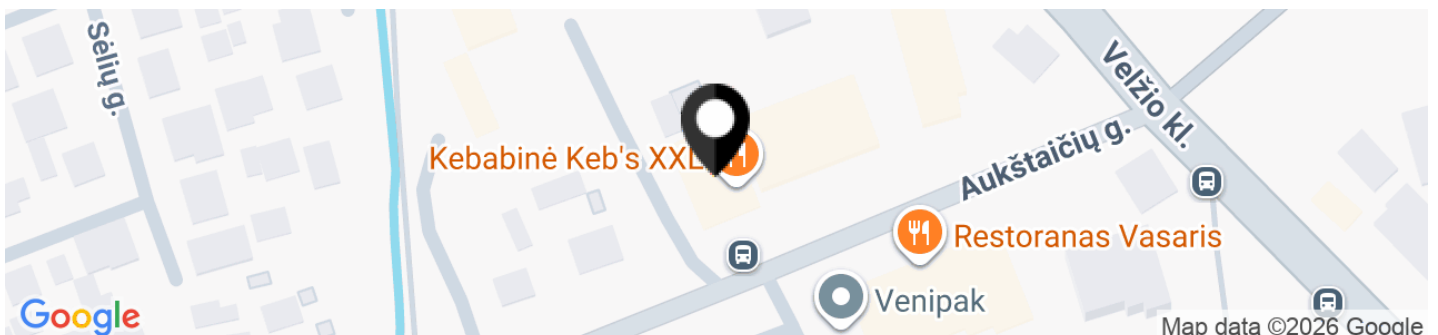 Sėlių g.
Velžio kl.
Kebabinė Keb's XXL
Aukštaičių g.
Restoranas Vasaris
Venipak
Google
Map data ©2026 Google